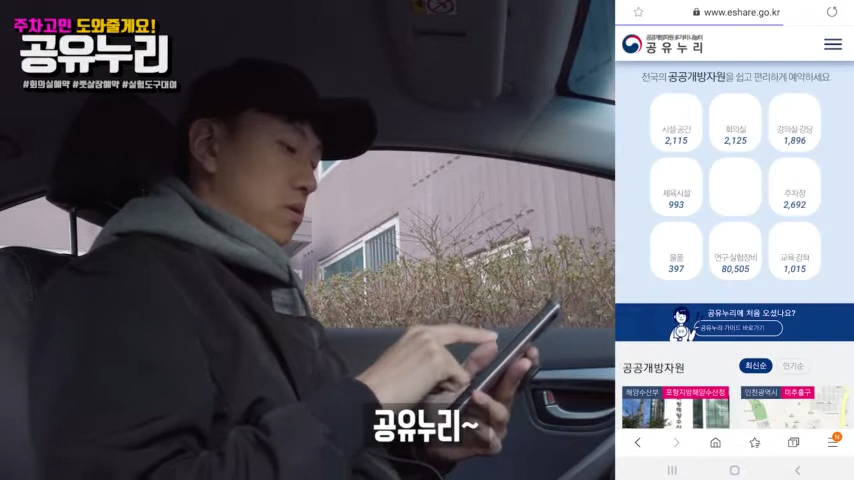 주차고민 도와줄게요!
공유누리
#회의실예약 #풋살장예약 #실험도구대여
공유누리~
www.eshare.go.kr
공유누리
전국의 공공개방자원을 쉽고 편리하게 예약하세요.
시설·공간
2,115
회의실
2,125
강의실·강당
1,896
체육시설
993
주차장
2,692
물품
397
연구·실험장비
80,505
교육·강좌
1,015
공유누리에 처음 오셨나요?
공유누리 가이드 바로가기
공공개방자원
최신순
인기순
해양수산부
포항지방해양수산청
인천광역시
미추홀구
N